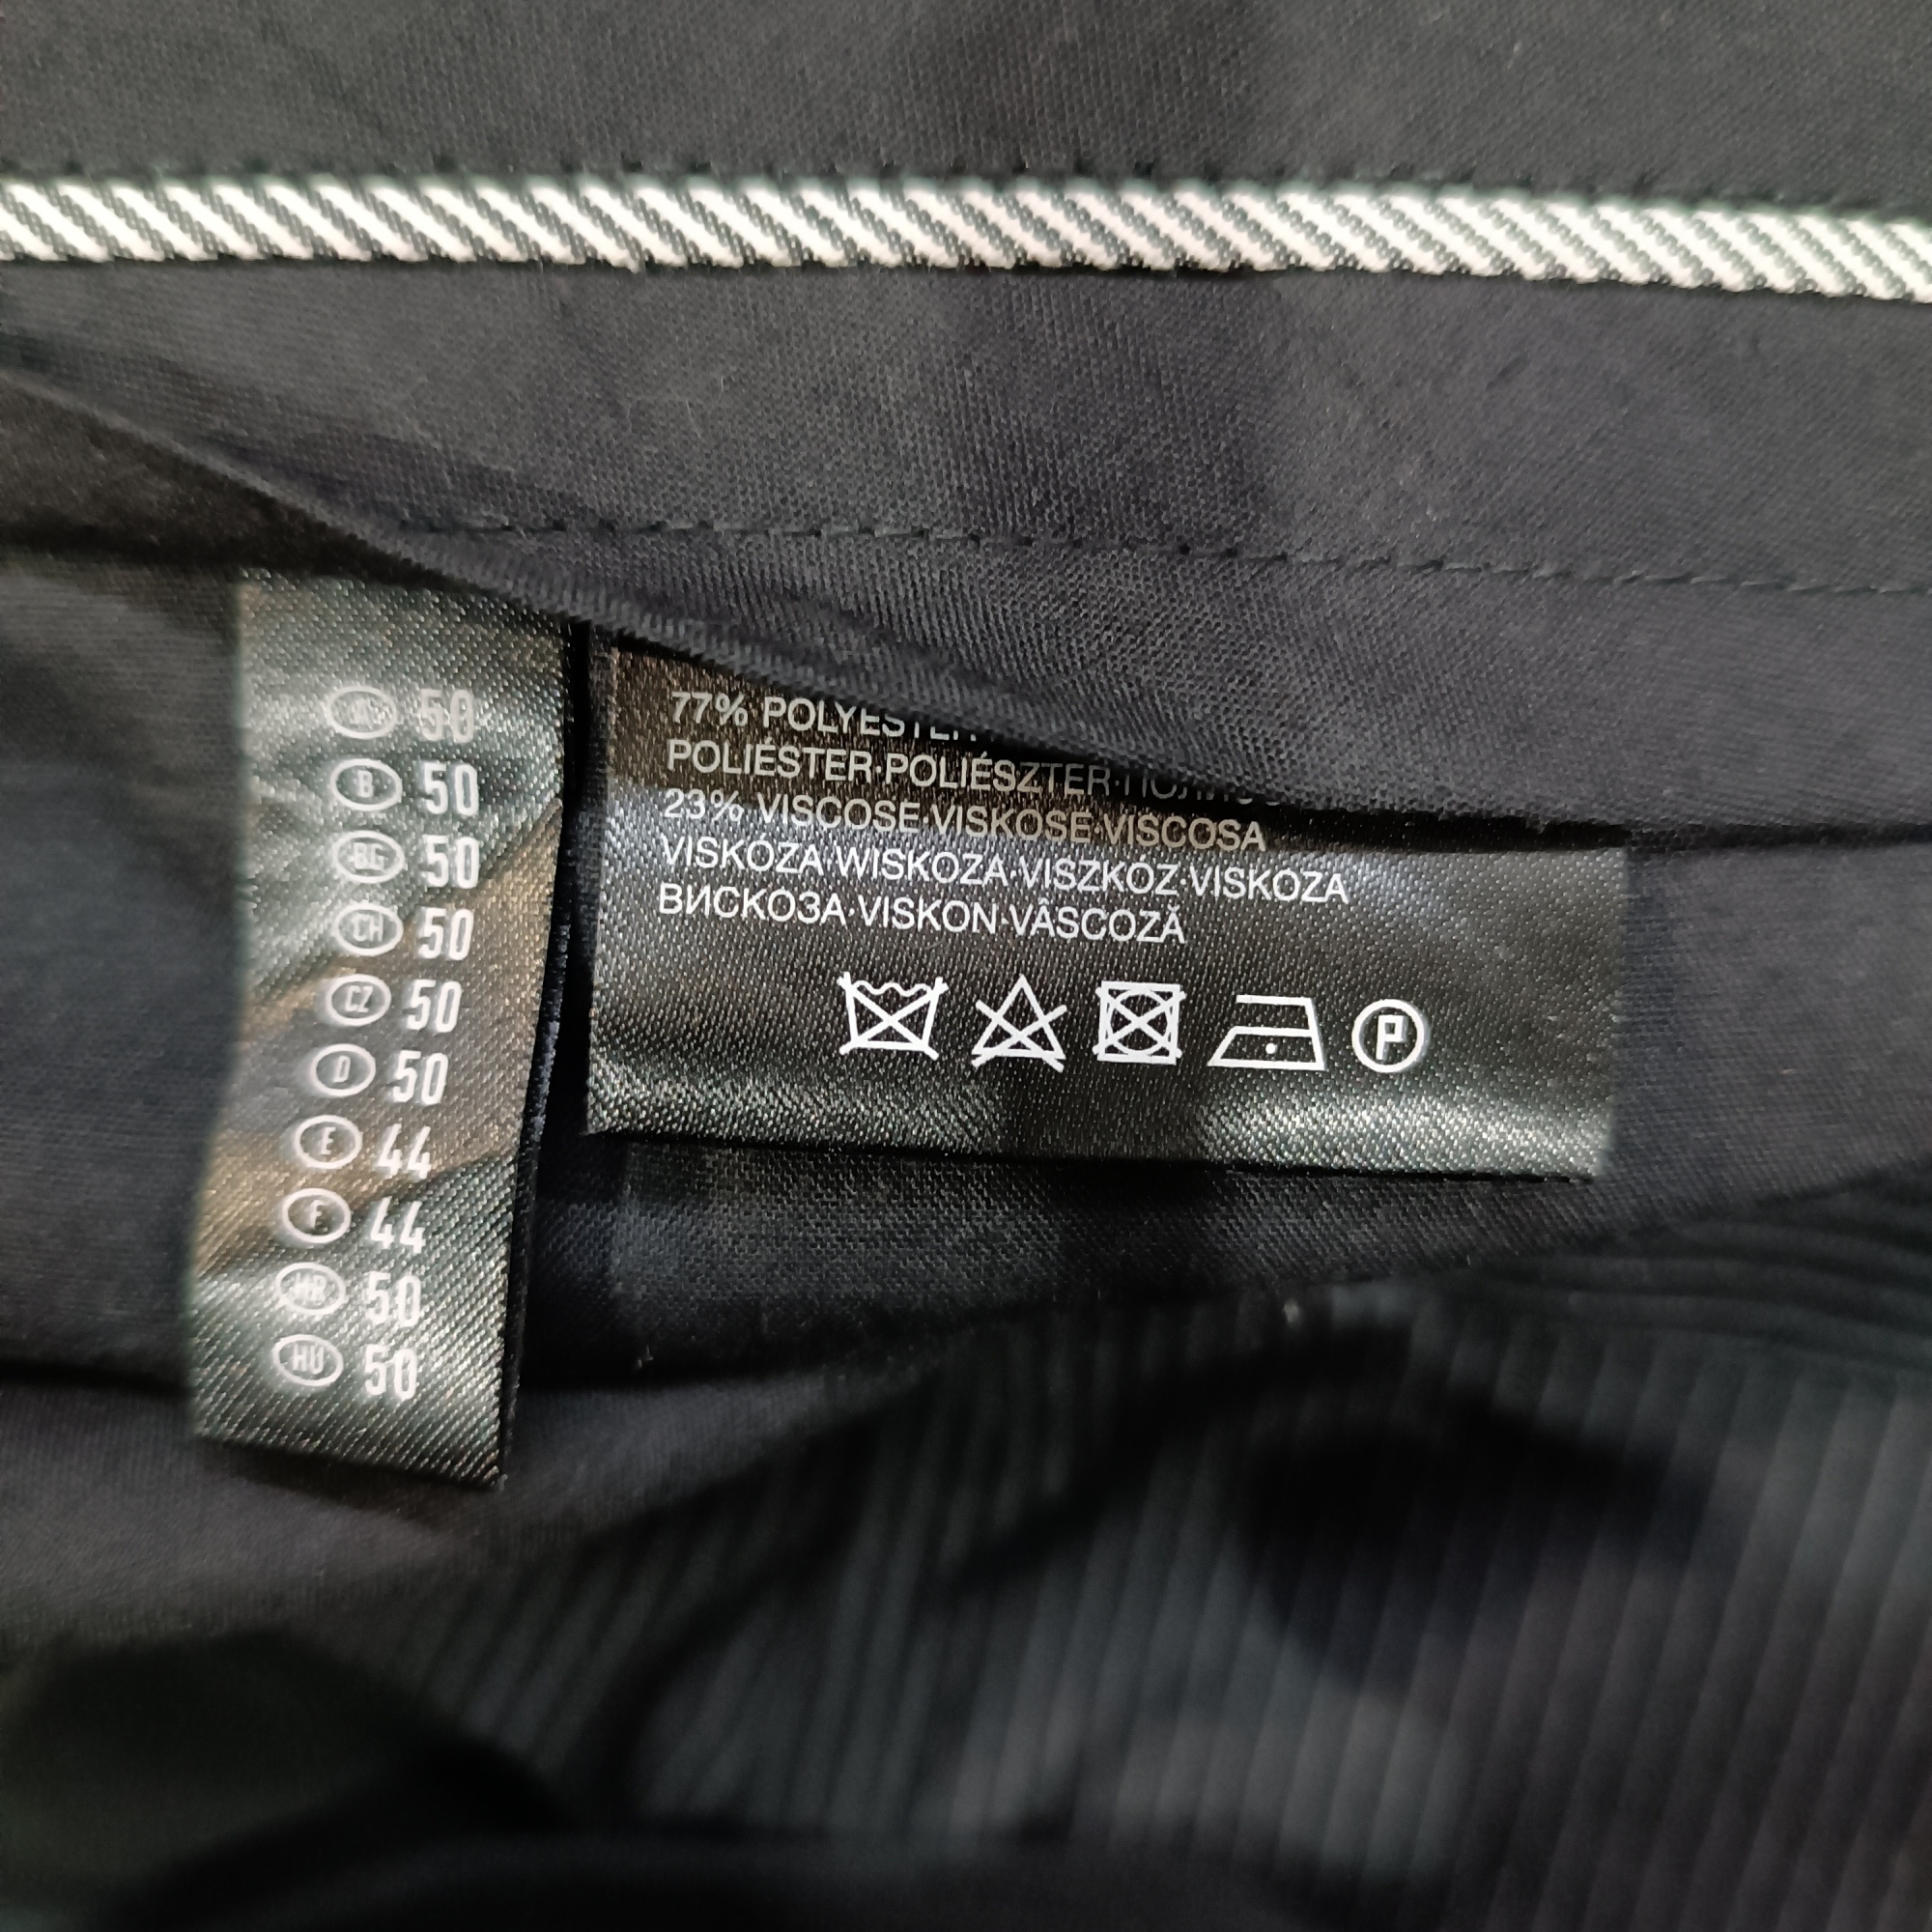 A 50
B 50
BG 50
CH 50
CZ 50
D 50
E 44
F 44
HR 50
HU 50
77% POLYESTER
POLIÉSTER·POLIÉSZTER
23% VISCOSE·VISKOSE·VISCOSA
VISKÓZA·WISKOZA·VISZKÓZ·VISKOZA
ВИСКОЗА·VISKON·VÂSCOZĂ
P